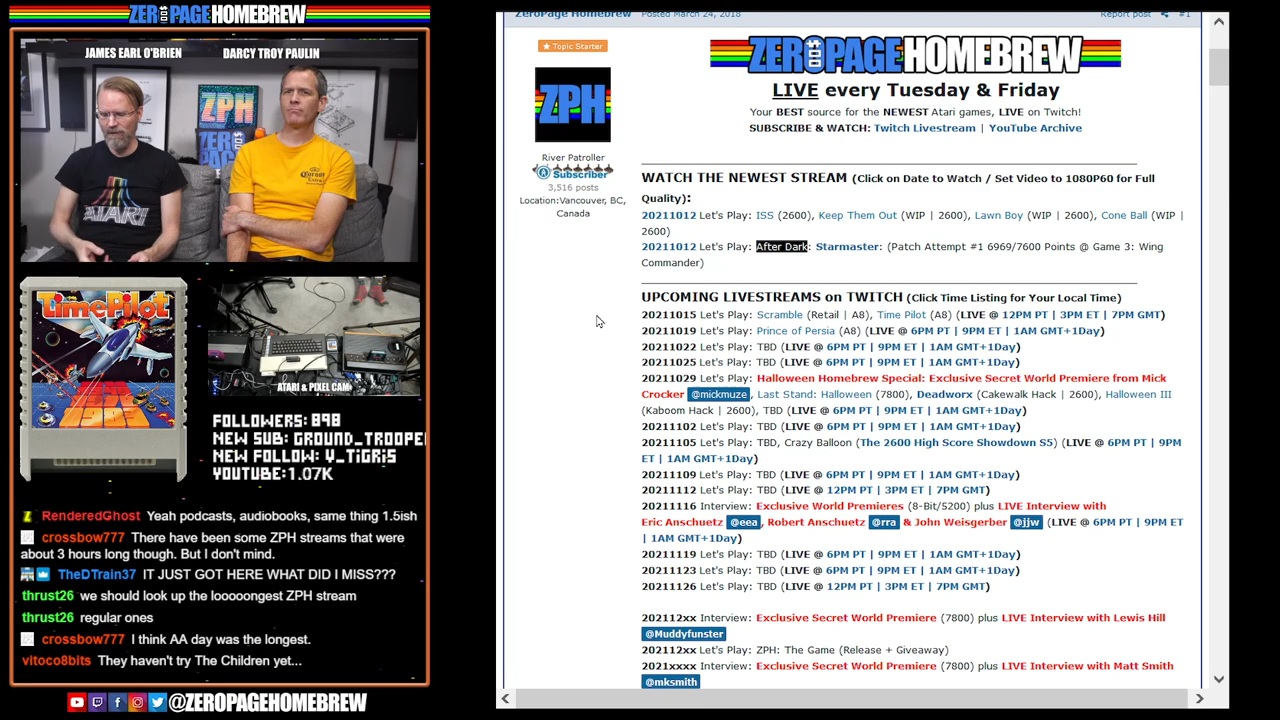 ZEROPAGE HOMEBREW
JAMES EARL O'BRIEN
DARCY TROY PAULIN
ZPH
ATARI
Corona
TimePilot
ATARI & PIXEL CAM
FOLLOWERS: 898
NEW SUB: GROUND_TROOPER
NEW FOLLOW: V_TiGRiS
YOUTUBE: 1.07K
RenderedGhost Yeah podcasts, audiobooks, same thing 1.5ish
crossbow777 There have been some ZPH streams that were
about 3 hours long though. But I don't mind.
TheDTrain37 IT JUST GOT HERE WHAT DID I MISS???
thrust26 we should look up the looooongest ZPH stream
thrust26 regular ones
crossbow777 I think AA day was the longest.
vitoco8bits They haven't try The Children yet...
@ZEROPAGEHOMEBREW
ZeroPage Homebrew Posted March 24, 2018 Report post #1
★ Topic Starter
ZPH
River Patroller
Subscriber
3,516 posts
Location:Vancouver, BC,
Canada
ZEROPAGEHOMEBREW
LIVE every Tuesday & Friday
Your BEST source for the NEWEST Atari games, LIVE on Twitch!
SUBSCRIBE & WATCH: Twitch Livestream | YouTube Archive
WATCH THE NEWEST STREAM (Click on Date to Watch / Set Video to 1080P60 for Full
Quality):
20211012 Let's Play: ISS (2600), Keep Them Out (WIP | 2600), Lawn Boy (WIP | 2600), Cone Ball (WIP |
2600)
20211012 Let's Play: After Dark: Starmaster: (Patch Attempt #1 6969/7600 Points @ Game 3: Wing
Commander)
UPCOMING LIVESTREAMS on TWITCH (Click Time Listing for Your Local Time)
20211015 Let's Play: Scramble (Retail | A8), Time Pilot (A8) (LIVE @ 12PM PT | 3PM ET | 7PM GMT)
20211019 Let's Play: Prince of Persia (A8) (LIVE @ 6PM PT | 9PM ET | 1AM GMT+1Day)
20211022 Let's Play: TBD (LIVE @ 6PM PT | 9PM ET | 1AM GMT+1Day)
20211025 Let's Play: TBD (LIVE @ 6PM PT | 9PM ET | 1AM GMT+1Day)
20211029 Let's Play: Halloween Homebrew Special: Exclusive Secret World Premiere from Mick
Crocker @mickmuze, Last Stand: Halloween (7800), Deadworx (Cakewalk Hack | 2600), Halloween III
(Kaboom Hack | 2600), TBD (LIVE @ 6PM PT | 9PM ET | 1AM GMT+1Day)
20211102 Let's Play: TBD (LIVE @ 6PM PT | 9PM ET | 1AM GMT+1Day)
20211105 Let's Play: TBD, Crazy Balloon (The 2600 High Score Showdown S5) (LIVE @ 6PM PT | 9PM
ET | 1AM GMT+1Day)
20211109 Let's Play: TBD (LIVE @ 6PM PT | 9PM ET | 1AM GMT+1Day)
20211112 Let's Play: TBD (LIVE @ 12PM PT | 3PM ET | 7PM GMT)
20211116 Let's Play: Exclusive World Premieres (8-Bit/5200) plus LIVE Interview with
Eric Anschuetz @eea, Robert Anschuetz @rra & John Weisgerber @jjw (LIVE @ 6PM PT | 9PM ET
| 1AM GMT+1Day)
20211119 Let's Play: TBD (LIVE @ 6PM PT | 9PM ET | 1AM GMT+1Day)
20211123 Let's Play: TBD (LIVE @ 6PM PT | 9PM ET | 1AM GMT+1Day)
20211126 Let's Play: TBD (LIVE @ 12PM PT | 3PM ET | 7PM GMT)
202112xx Interview: Exclusive Secret World Premiere (7800) plus LIVE Interview with Lewis Hill
@Muddyfunster
202112xx Let's Play: ZPH: The Game (Release + Giveaway)
2021xxxx Interview: Exclusive Secret World Premiere (7800) plus LIVE Interview with Matt Smith
@mksmith